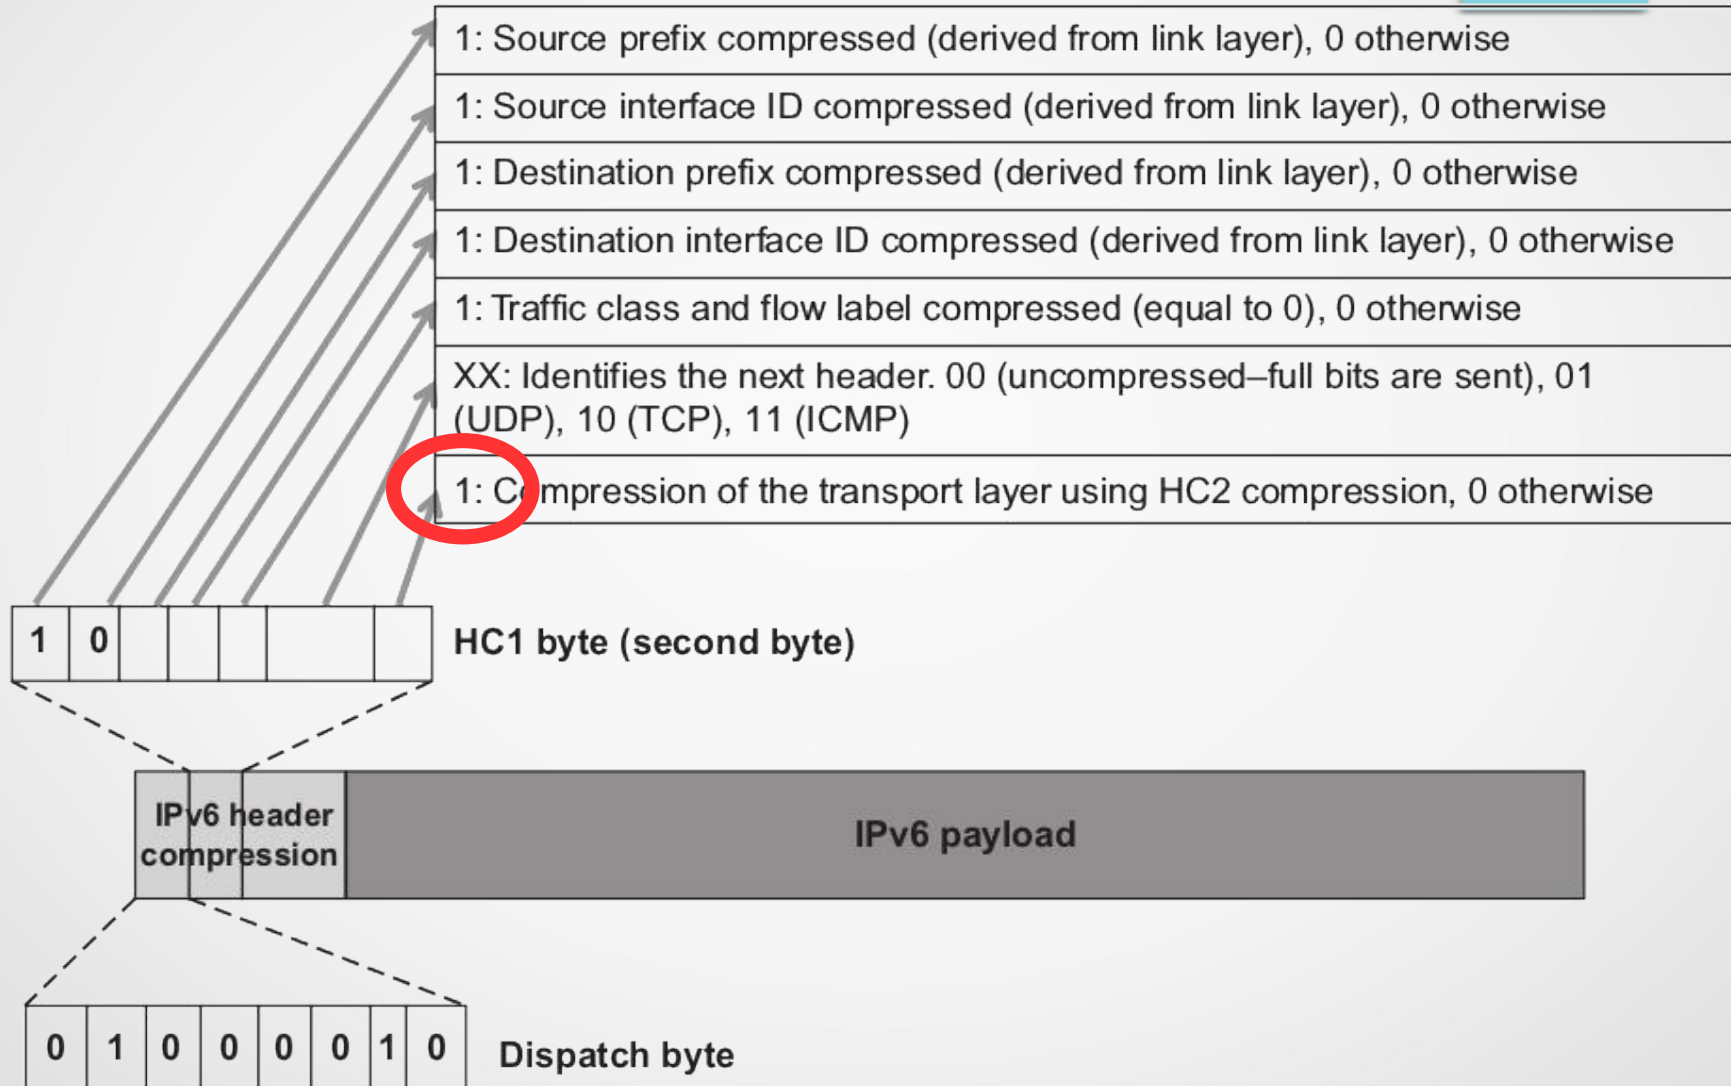 1: Source prefix compressed (derived from link layer), 0 otherwise
1: Source interface ID compressed (derived from link layer), 0 otherwise
1: Destination prefix compressed (derived from link layer), 0 otherwise
1: Destination interface ID compressed (derived from link layer), 0 otherwise
1: Traffic class and flow label compressed (equal to 0), 0 otherwise
XX: Identifies the next header. 00 (uncompressed–full bits are sent), 01
(UDP), 10 (TCP), 11 (ICMP)
1: Compression of the transport layer using HC2 compression, 0 otherwise
1 0 HC1 byte (second byte)
IPv6 header
compression
IPv6 payload
0 1 0 0 0 0 1 0 Dispatch byte